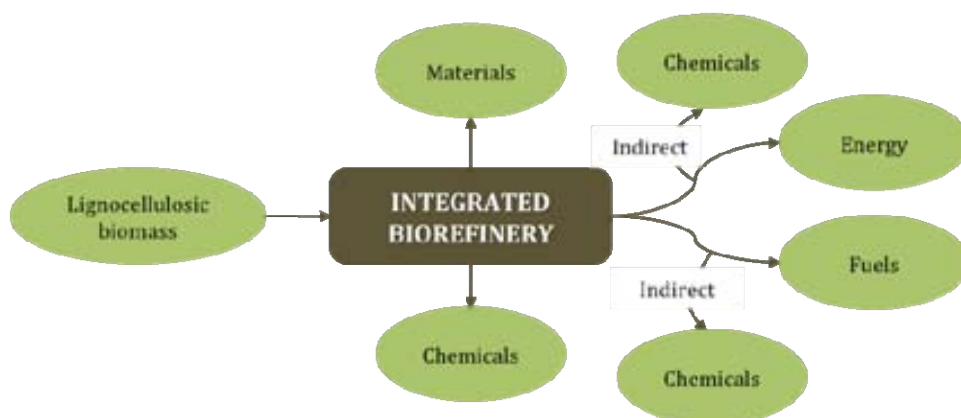 Materials
Chemicals
Indirect
Energy
Lignocellulosic
biomass
INTEGRATED
BIOREFINERY
Fuels
Indirect
Chemicals
Chemicals